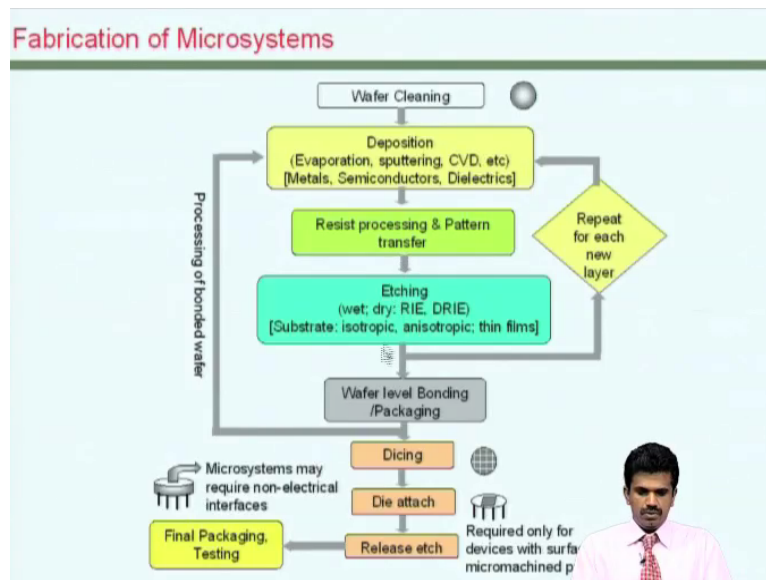 Fabrication of Microsystems
Wafer Cleaning
Deposition
(Evaporation, sputtering, CVD, etc)
[Metals, Semiconductors, Dielectrics]
Resist processing & Pattern
transfer
Repeat
for each
new
layer
Etching
(wet; dry: RIE, DRIE)
[Substrate: isotropic, anisotropic; thin films]
Processing of bonded wafer
Wafer level Bonding
/Packaging
Dicing
Microsystems may
require non-electrical
interfaces
Die attach
Final Packaging,
Testing
Release etch
Required only for
devices with
micromachined